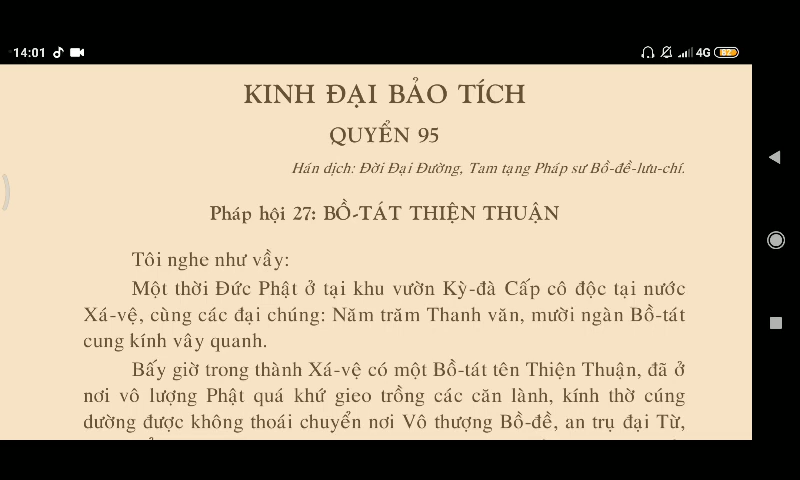 14:01
4G
82
KINH ĐẠI BẢO TÍCH
QUYỂN 95
Hán dịch: Đời Đại Đường, Tam tạng Pháp sư Bồ-đề-lưu-chí.
Pháp hội 27: BỒ-TÁT THIỆN THUẬN
Tôi nghe như vầy:
Một thời Đức Phật ở tại khu vườn Kỳ-đà Cấp cô độc tại nước
Xá-vệ, cùng các đại chúng: Năm trăm Thanh văn, mười ngàn Bồ-tát
cung kính vây quanh.
Bấy giờ trong thành Xá-vệ có một Bồ-tát tên Thiện Thuận, đã ở
nơi vô lượng Phật quá khứ gieo trồng các căn lành, kính thờ cúng
dường được không thoái chuyển nơi Vô thượng Bồ-đề, an trụ đại Từ,